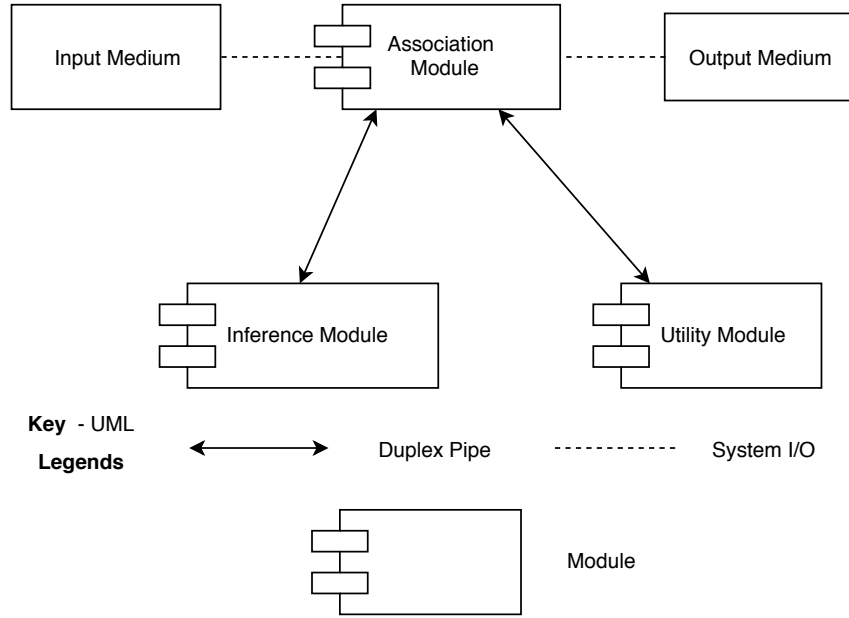 Input Medium
Association
Module
Output Medium
Inference Module
Utility Module
Key - UML
Legends
Duplex Pipe
System I/O
Module